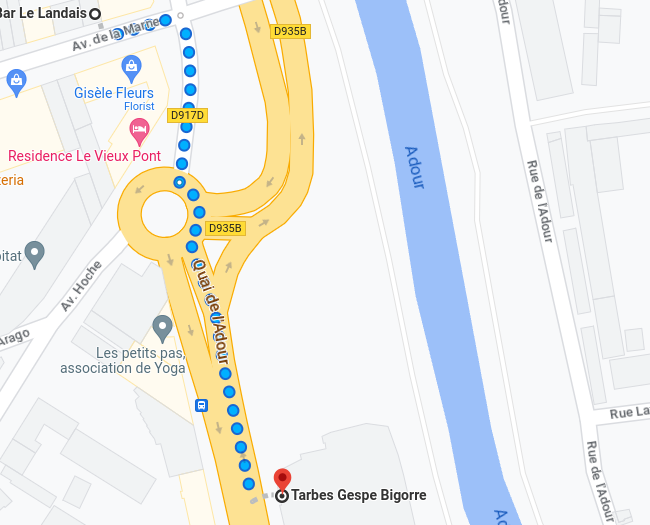 Bar Le Landais
Adour
Av. de la Marne
D935B
Gisèle Fleurs
Florist
D917D
Residence Le Vieux Pont
Adour
Rue de l'Adour
teria
D935B
pitat
Av. Hoche
Quai de l'Adour
Arago
Les petits pas,
association de Yoga
Rue La
Rue de l'Adour
Tarbes Gespe Bigorre
Ad